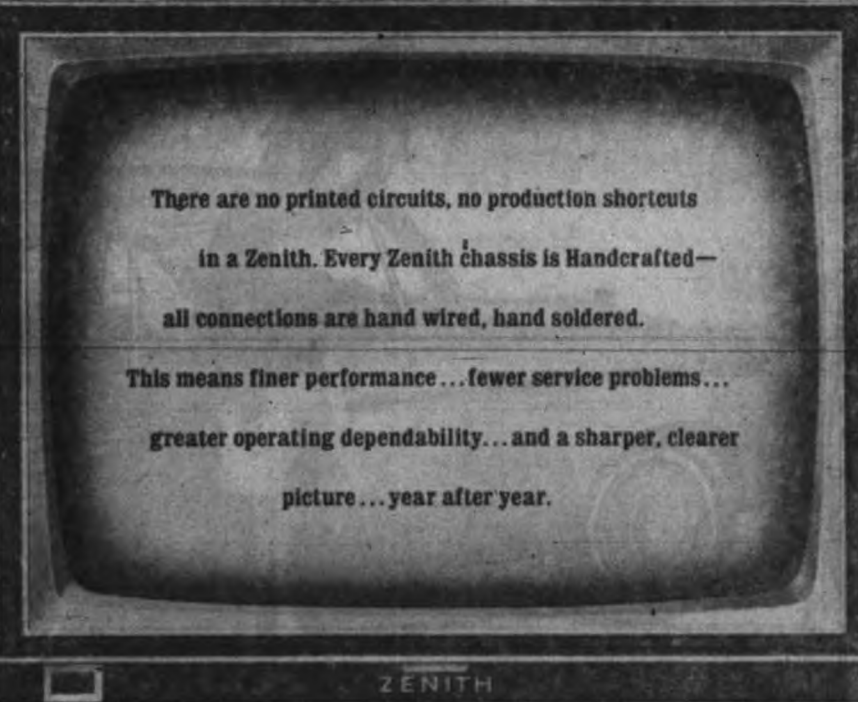 There are no printed circuits, no production shortcuts
in a Zenith. Every Zenith chassis is Handcrafted—
all connections are hand wired, hand soldered.
This means finer performance...fewer service problems...
greater operating dependability...and a sharper, clearer
picture...year after year.
ZENITH